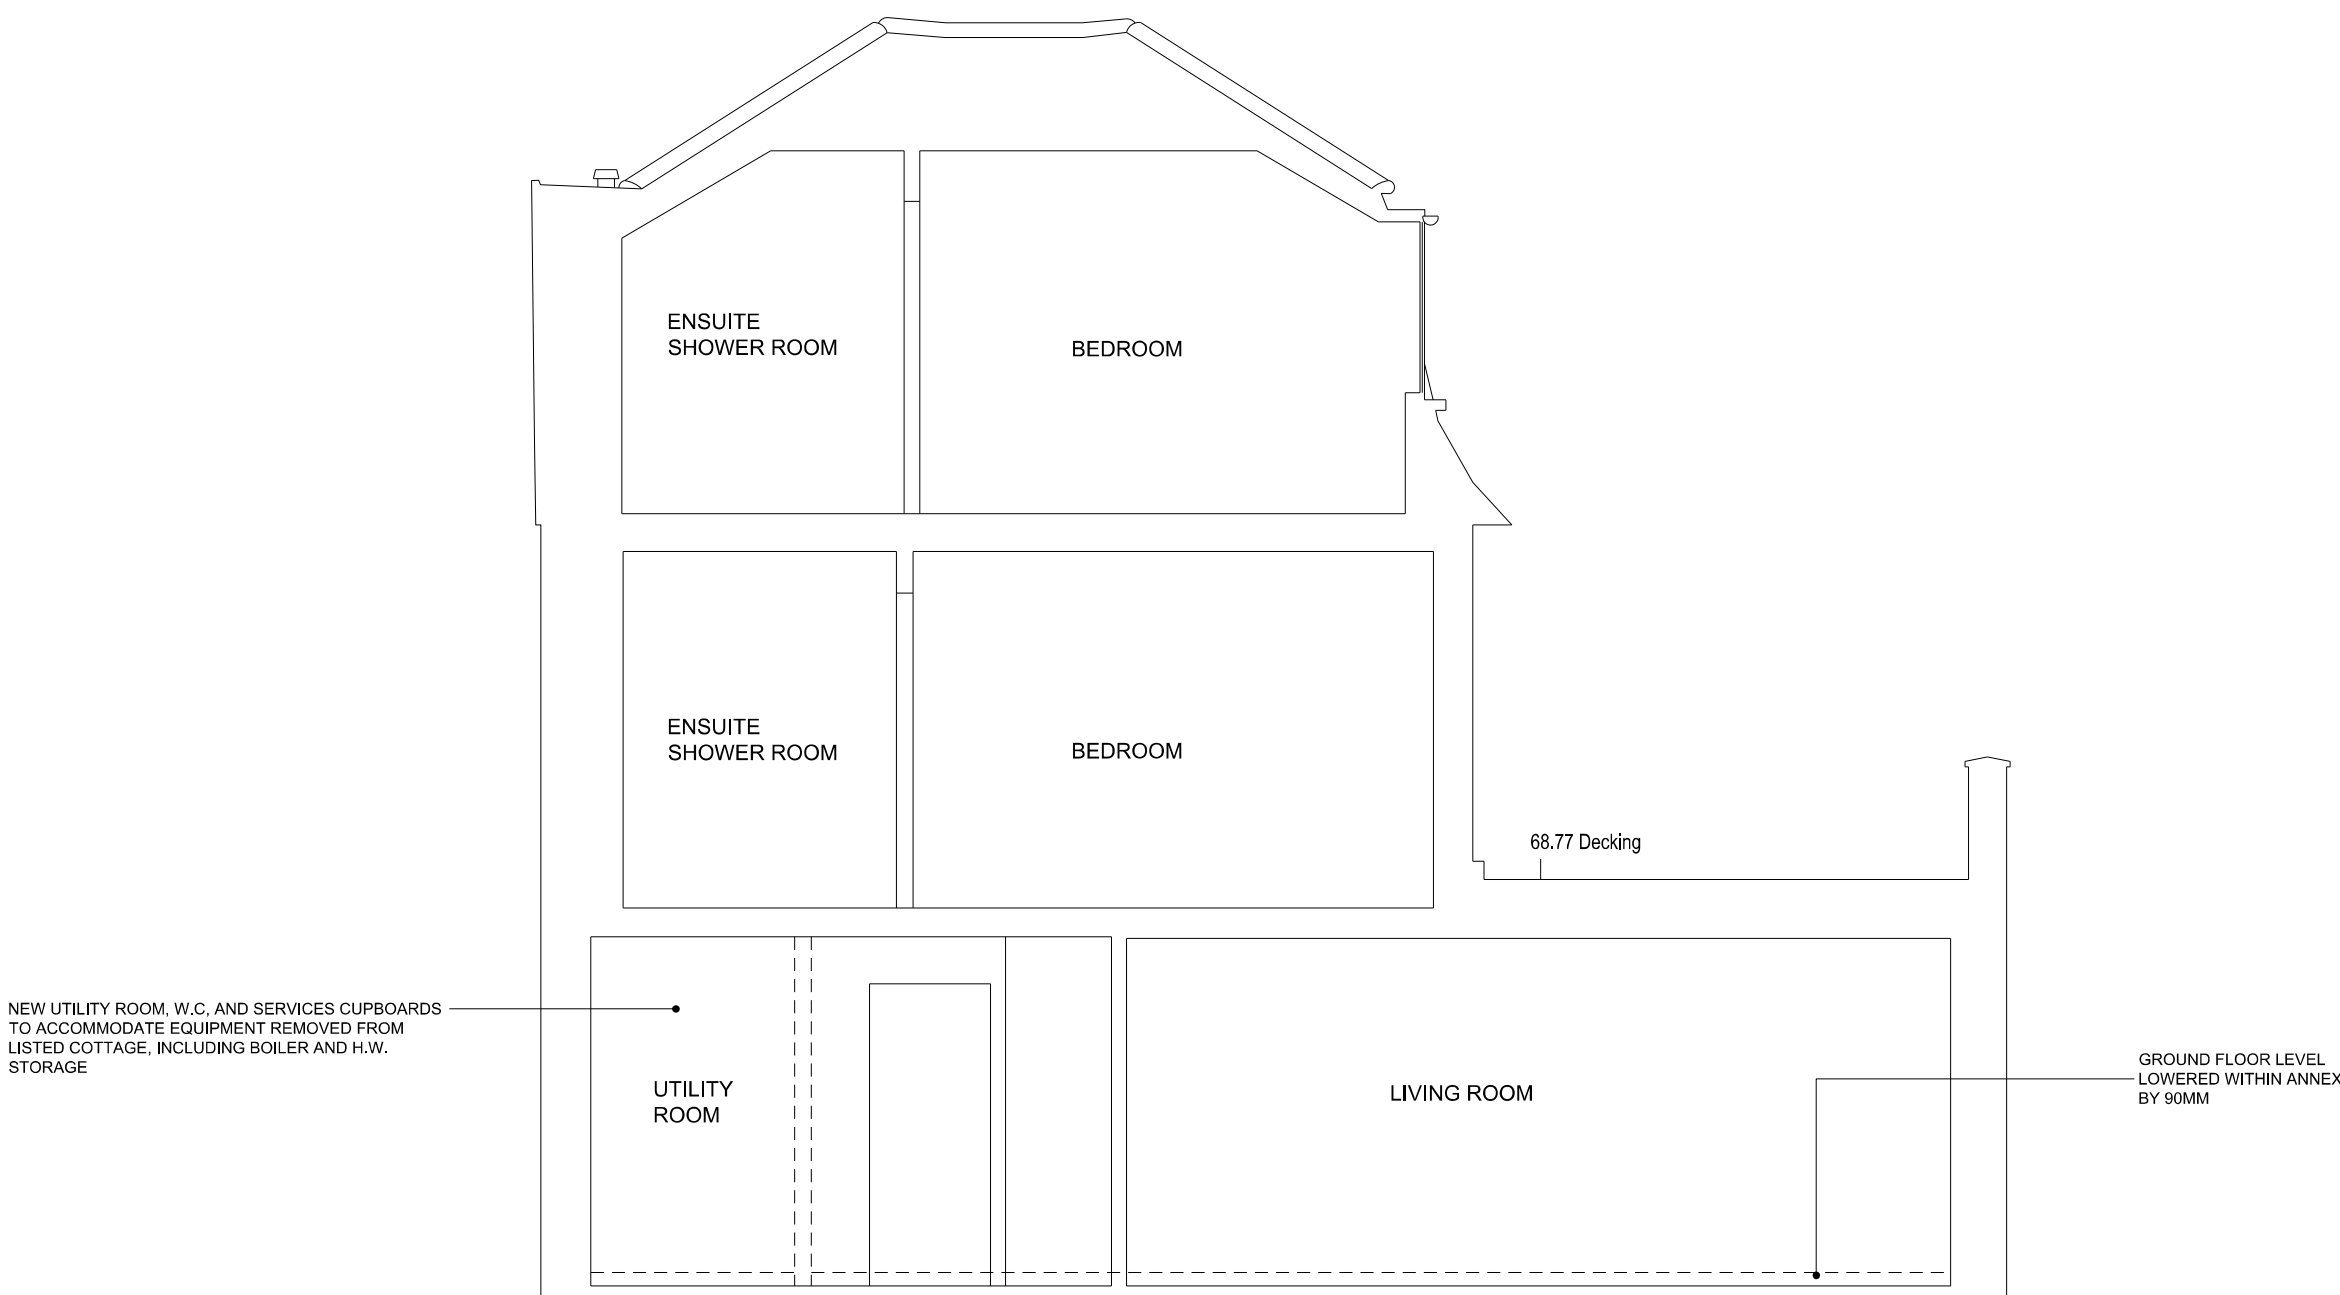 ENSUITE
SHOWER ROOM
BEDROOM
ENSUITE
SHOWER ROOM
BEDROOM
68.77 Decking
NEW UTILITY ROOM, W.C, AND SERVICES CUPBOARDS
TO ACCOMMODATE EQUIPMENT REMOVED FROM
LISTED COTTAGE, INCLUDING BOILER AND H.W.
STORAGE
UTILITY
ROOM
LIVING ROOM
GROUND FLOOR LEVEL
LOWERED WITHIN ANNEX
BY 90MM